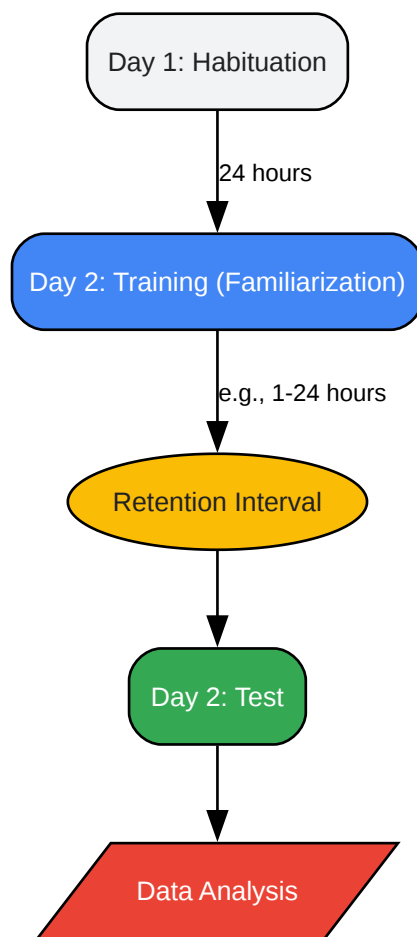 Day 1: Habituation
24 hours
Day 2: Training (Familiarization)
e.g., 1-24 hours
Retention Interval
Day 2: Test
Data Analysis